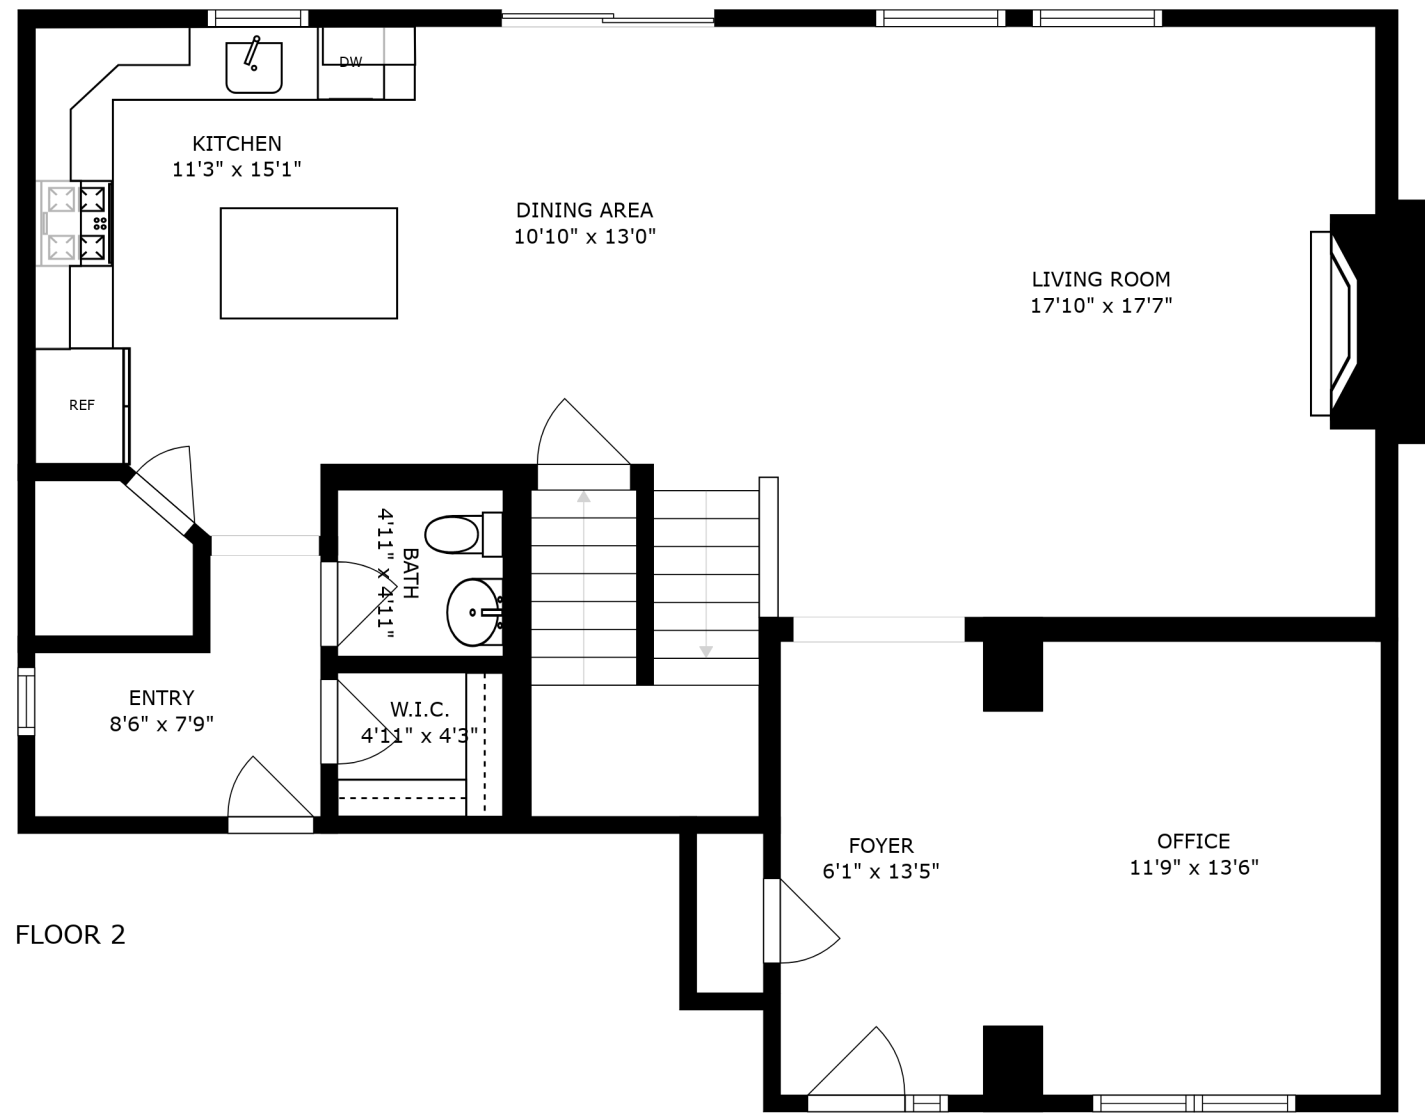 DW
KITCHEN
11'3" x 15'1"
DINING AREA
10'10" x 13'0"
LIVING ROOM
17'10" x 17'7"
REF
BATH
4'11" x 4'11"
ENTRY
8'6" x 7'9"
W.I.C.
4'11" x 4'3"
FOYER
6'1" x 13'5"
OFFICE
11'9" x 13'6"
FLOOR 2